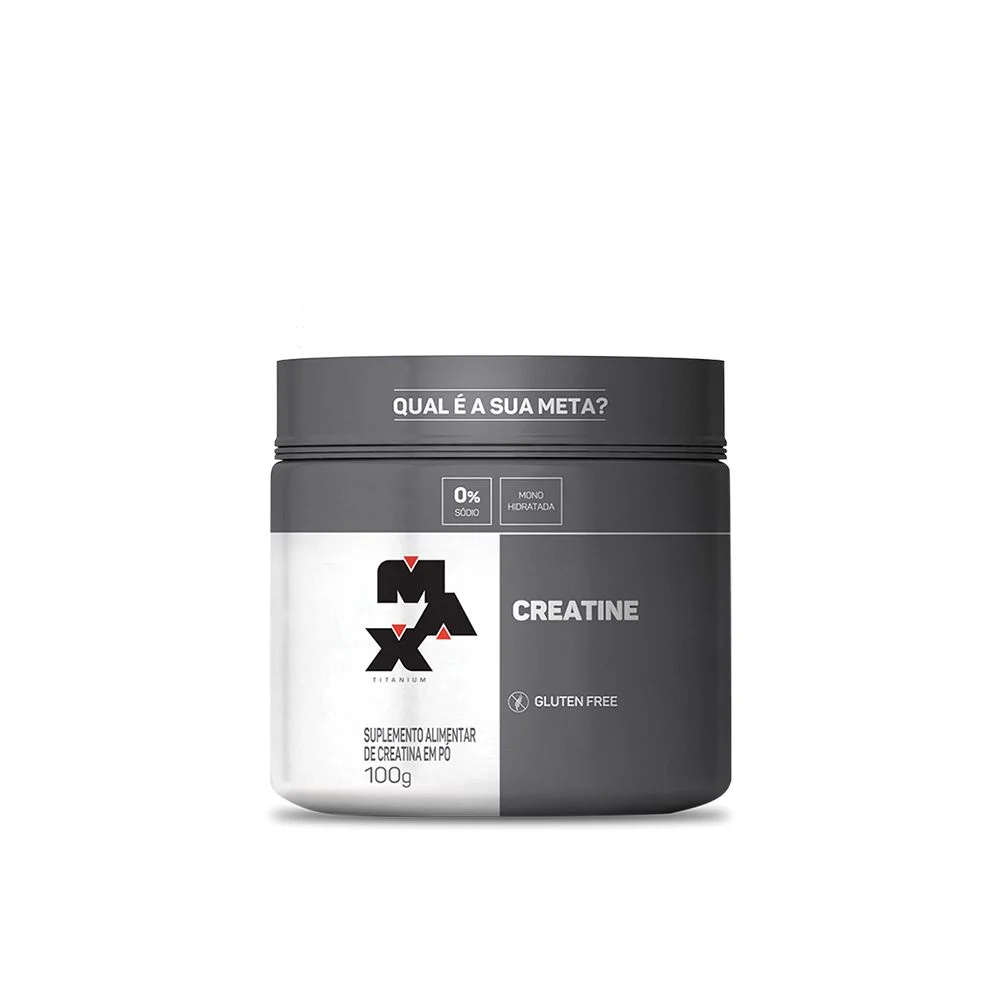 QUAL É A SUA META?
0%
SÓDIO
MONO
HIDRATADA
MAX
TITANIUM
CREATINE
GLUTEN FREE
SUPLEMENTO ALIMENTAR
DE CREATINA EM PÓ
100g